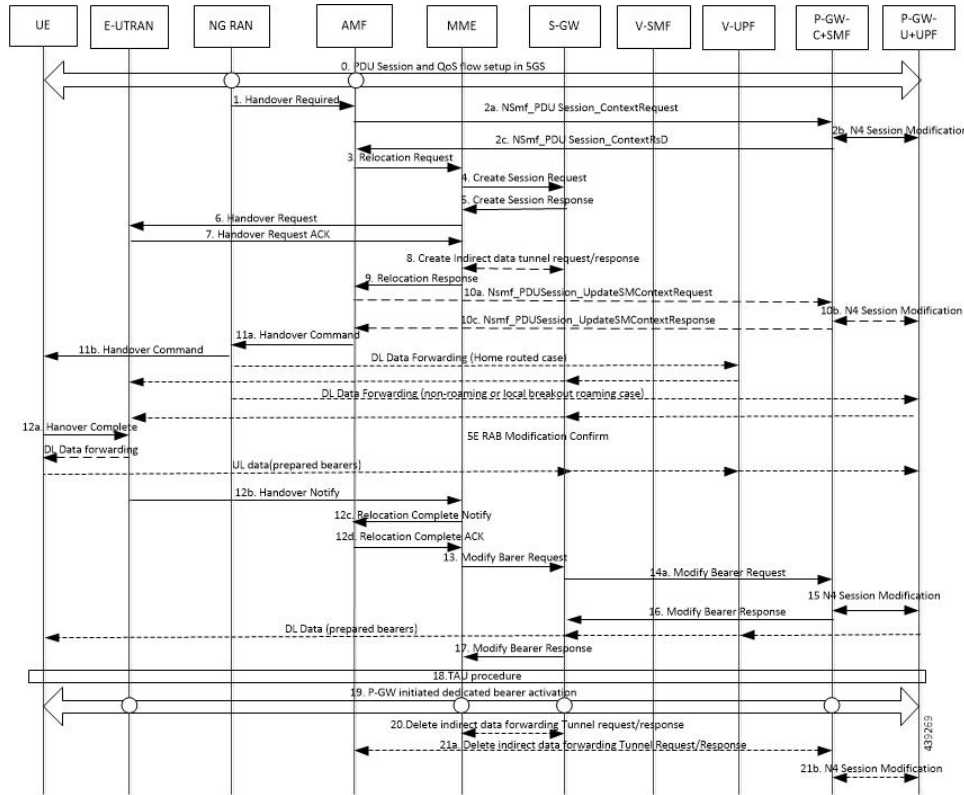 UE
E-UTRAN
NG RAN
AMF
MME
S-GW
V-SMF
V-UPF
P-GW-
C+SMF
P-GW-
U+UPF
0. PDU Session and QoS flow setup in 5GS
1. Handover Required
2a. NSmf_PDU Session_ContextRequest
2b. N4 Session Modification
2c. NSmf_PDU Session_ContextRsD
3. Relocation Request
4. Create Session Request
5. Create Session Response
6. Handover Request
7. Handover Request ACK
8. Create Indirect data tunnel request/response
9. Relocation Response
10a. Nsmf_PDUSession_UpdateSMContextRequest
10b. N4 Session Modification
10c. Nsmf_PDUSession_UpdateSMContextResponse
11a. Handover Command
11b. Handover Command
DL Data Forwarding (Home routed case)
DL Data Forwarding (non-roaming or local breakout roaming case)
12a. Hanover Complete
5E RAB Modification Confirm
DL Data forwarding
UL data(prepared bearers)
12b. Handover Notify
12c. Relocation Complete Notify
12d. Relocation Complete ACK
13. Modify Barer Request
14a. Modify Bearer Request
15 N4 Session Modification
16. Modify Bearer Response
DL Data (prepared bearers)
17. Modify Bearer Response
18.TAU procedure
19. P-GW initiated dedicated bearer activation
20.Delete indirect data forwarding Tunnel request/response
21a. Delete indirect data forwarding Tunnel Request/Response
21b. N4 Session Modification
439269